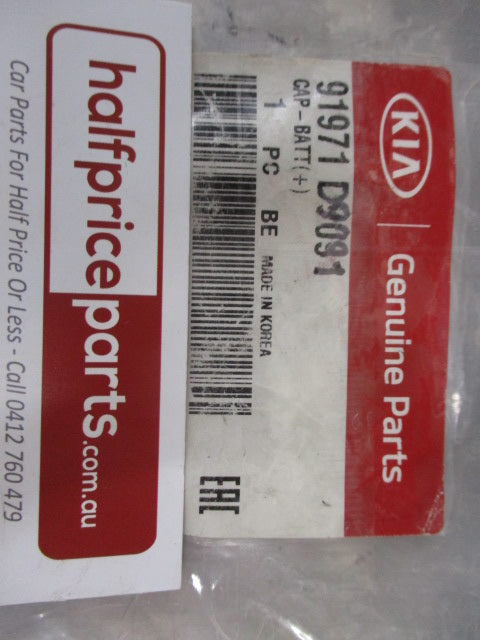 KIA | Genuine Parts
91971 D9091
CAP-BATT(+)
1 PC BE MADE IN KOREA
EAC
halfpriceparts.com.au
Car Parts For Half Price Or Less - Call 0412 760 479